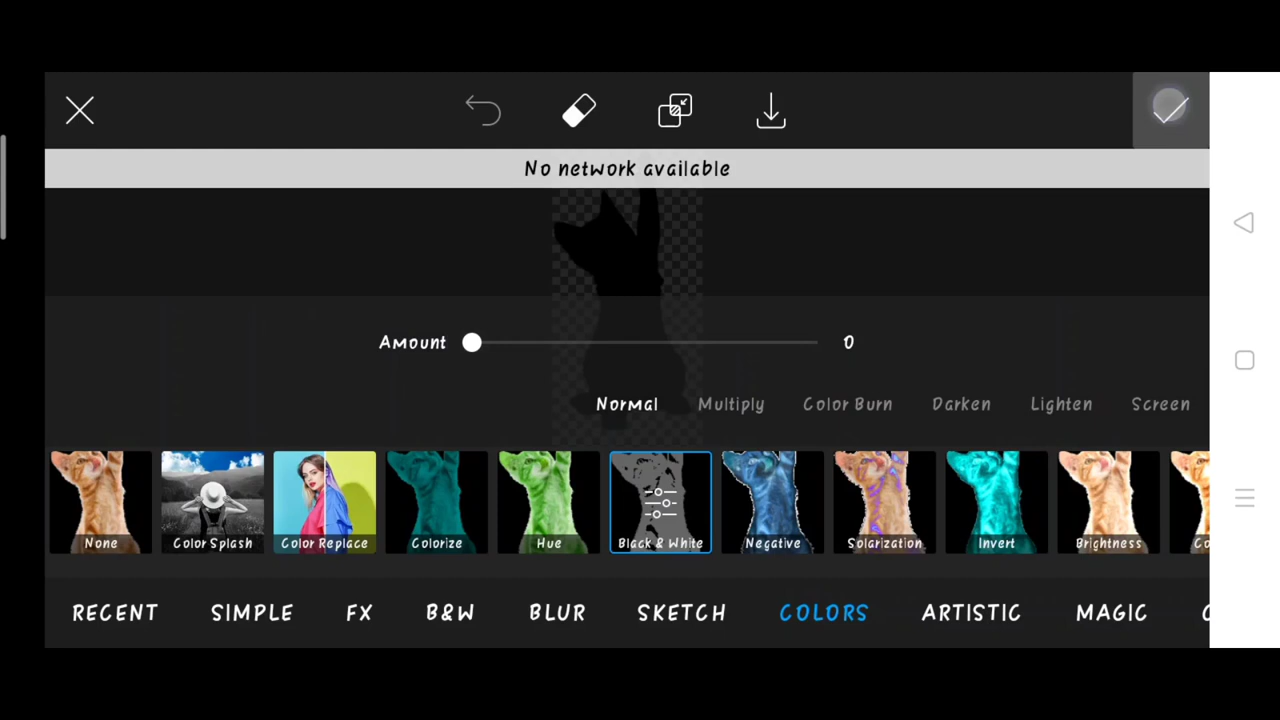 No network available
Amount 0
Normal Multiply Color Burn Darken Lighten Screen
None Color Splash Color Replace Colorize Hue Black & White Negative Solarization Invert Brightness Co
RECENT SIMPLE FX B&W BLUR SKETCH COLORS ARTISTIC MAGIC